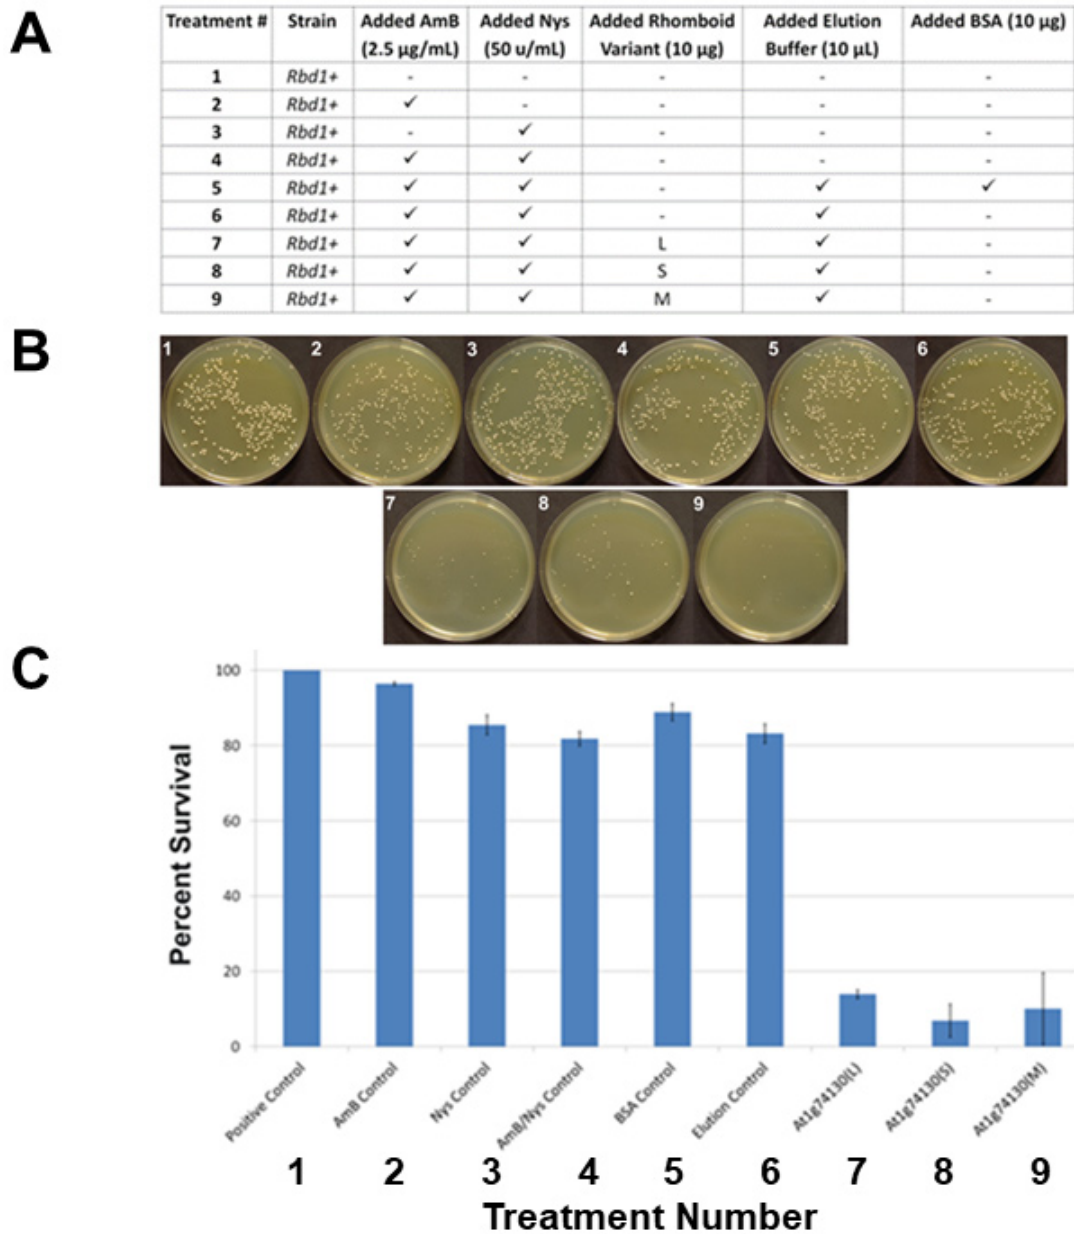 A
Treatment # Strain Added AmB (2.5 µg/mL) Added Nys (50 u/mL) Added Rhomboid Variant (10 µg) Added Elution Buffer (10 µL) Added BSA (10 µg)
1 Rbd1+ - - - - -
2 Rbd1+ ✓ - - - -
3 Rbd1+ - ✓ - - -
4 Rbd1+ ✓ ✓ - - -
5 Rbd1+ ✓ ✓ - ✓ ✓
6 Rbd1+ ✓ ✓ - ✓ -
7 Rbd1+ ✓ ✓ L ✓ -
8 Rbd1+ ✓ ✓ S ✓ -
9 Rbd1+ ✓ ✓ M ✓ -
B
1 2 3 4 5 6
7 8 9
C
Percent Survival
100
80
60
40
20
0
Positive Control
AmB Control
Nys Control
AmB/Nys Control
BSA Control
Elution Control
At1g74130(L)
At1g74130(S)
At1g74130(M)
1 2 3 4 5 6 7 8 9
Treatment Number